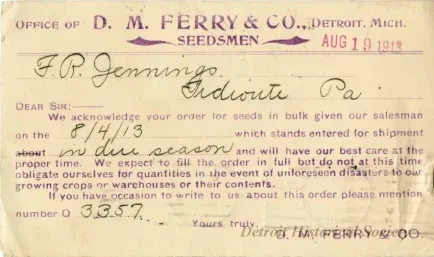 OFFICE OF D. M. FERRY & CO., DETROIT, MICH.
SEEDSMEN
AUG 19 1913
F. R. Jennings.
Tidioute Pa.
DEAR SIR:
We acknowledge your order for seeds in bulk given our salesman
on the 8/4/13 which stands entered for shipment
about in due season and will have our best care at the
proper time. We expect to fill the order in full but do not at this time
obligate ourselves for quantities in the event of unforeseen disasters to our
growing crops or warehouses or their contents.
If you have occasion to write to us about this order please mention
number O 3357.
Yours truly,
Detroit Historical Society
D. M. FERRY & CO.